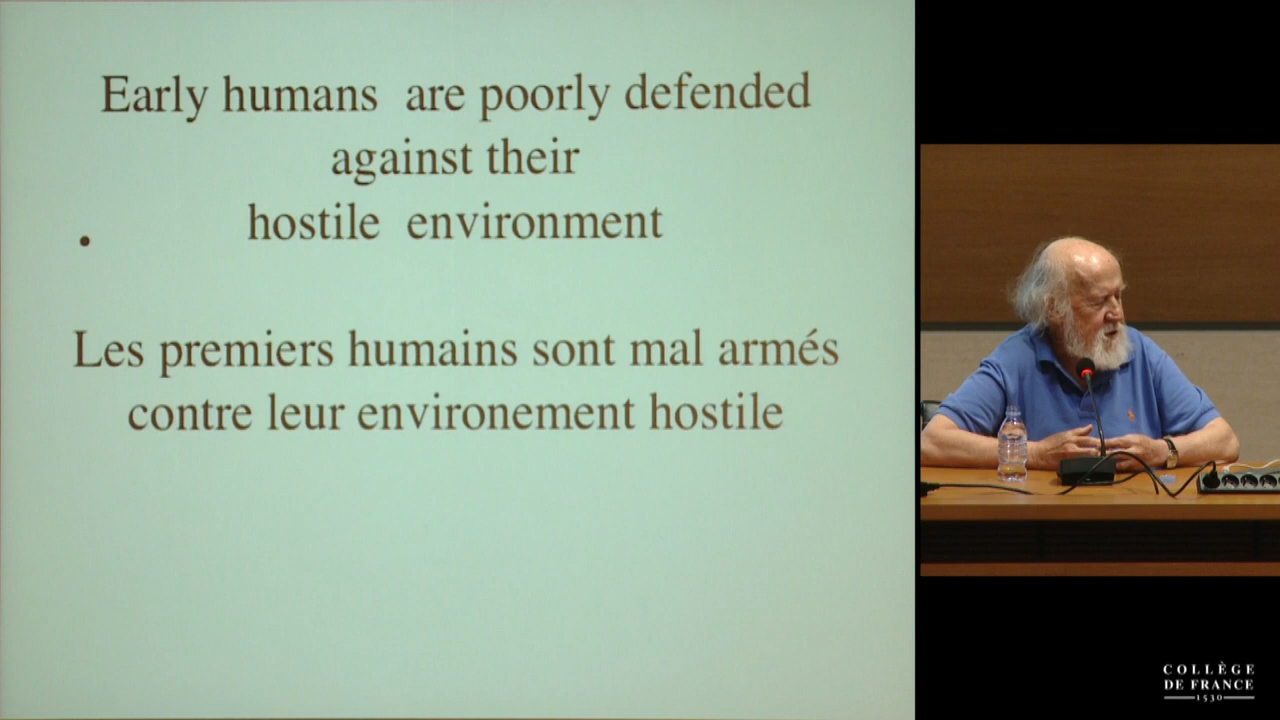 Early humans are poorly defended
against their
hostile environment
Les premiers humains sont mal armés
contre leur environement hostile
COLLÈGE
DE FRANCE
1530